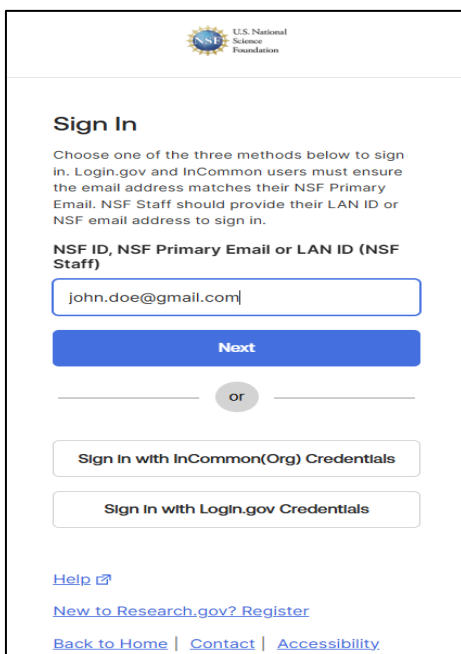 NSF
U.S. National
Science
Foundation
Sign In
Choose one of the three methods below to sign
in. Login.gov and InCommon users must ensure
the email address matches their NSF Primary
Email. NSF Staff should provide their LAN ID or
NSF email address to sign in.
NSF ID, NSF Primary Email or LAN ID (NSF
Staff)
john.doe@gmail.com
Next
or
Sign in with InCommon(Org) Credentials
Sign in with Login.gov Credentials
Help
New to Research.gov? Register
Back to Home | Contact | Accessibility